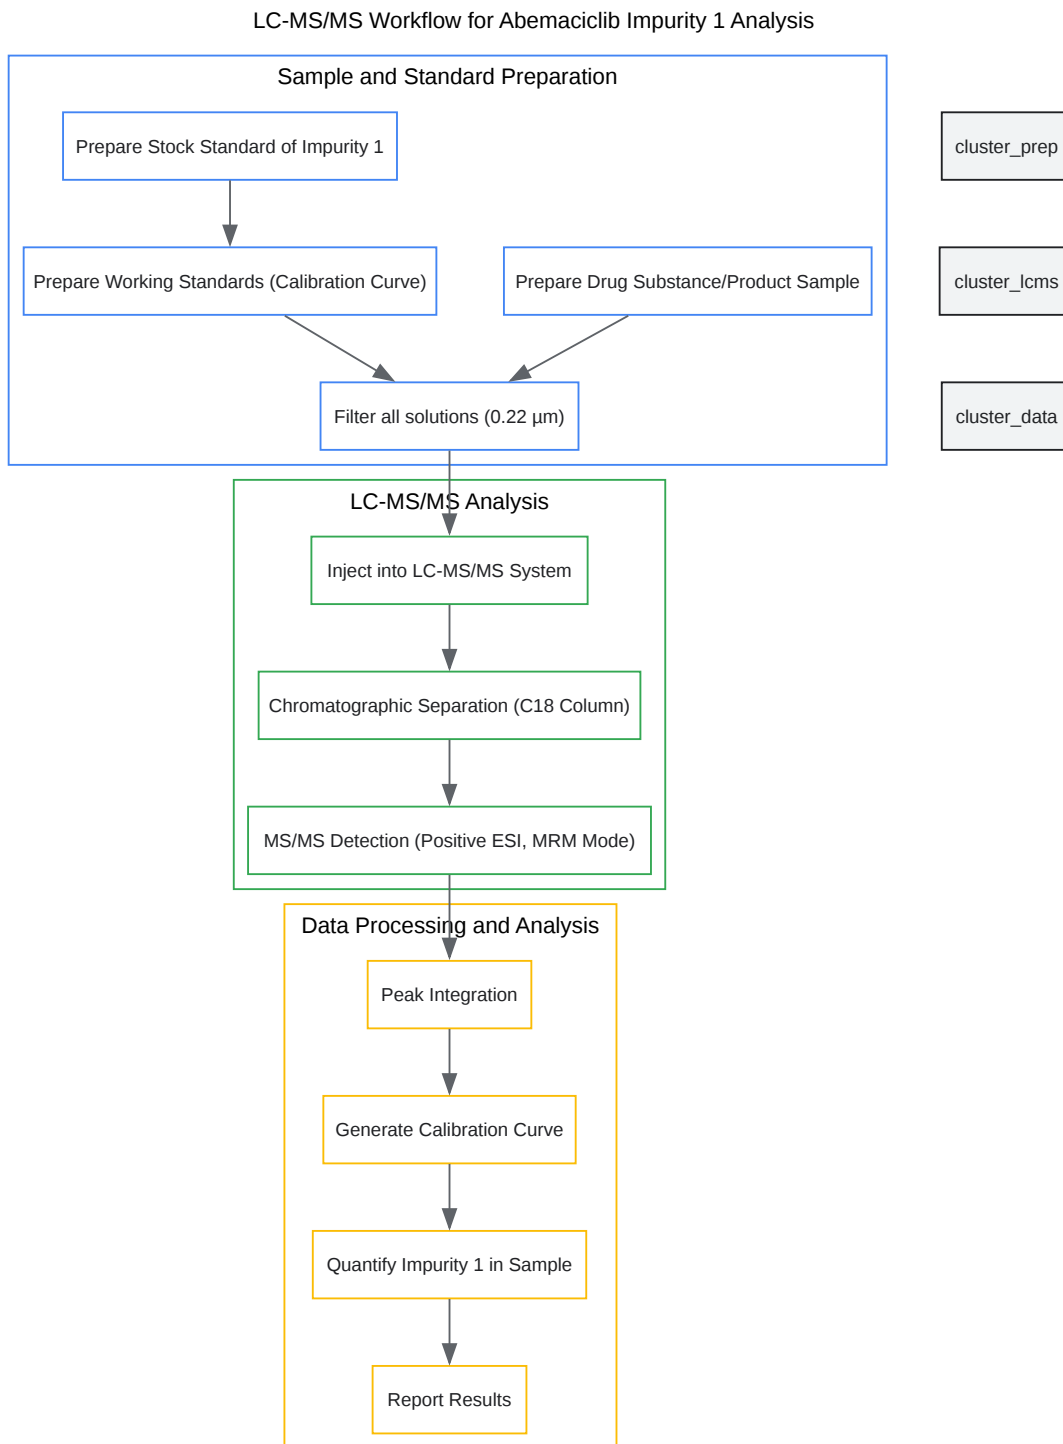 LC-MS/MS Workflow for Abemaciclib Impurity 1 Analysis
Sample and Standard Preparation
Prepare Stock Standard of Impurity 1
cluster_prep
Prepare Working Standards (Calibration Curve)
Prepare Drug Substance/Product Sample
cluster_lcms
Filter all solutions (0.22 µm)
cluster_data
LC-MS/MS Analysis
Inject into LC-MS/MS System
Chromatographic Separation (C18 Column)
MS/MS Detection (Positive ESI, MRM Mode)
Data Processing and Analysis
Peak Integration
Generate Calibration Curve
Quantify Impurity 1 in Sample
Report Results